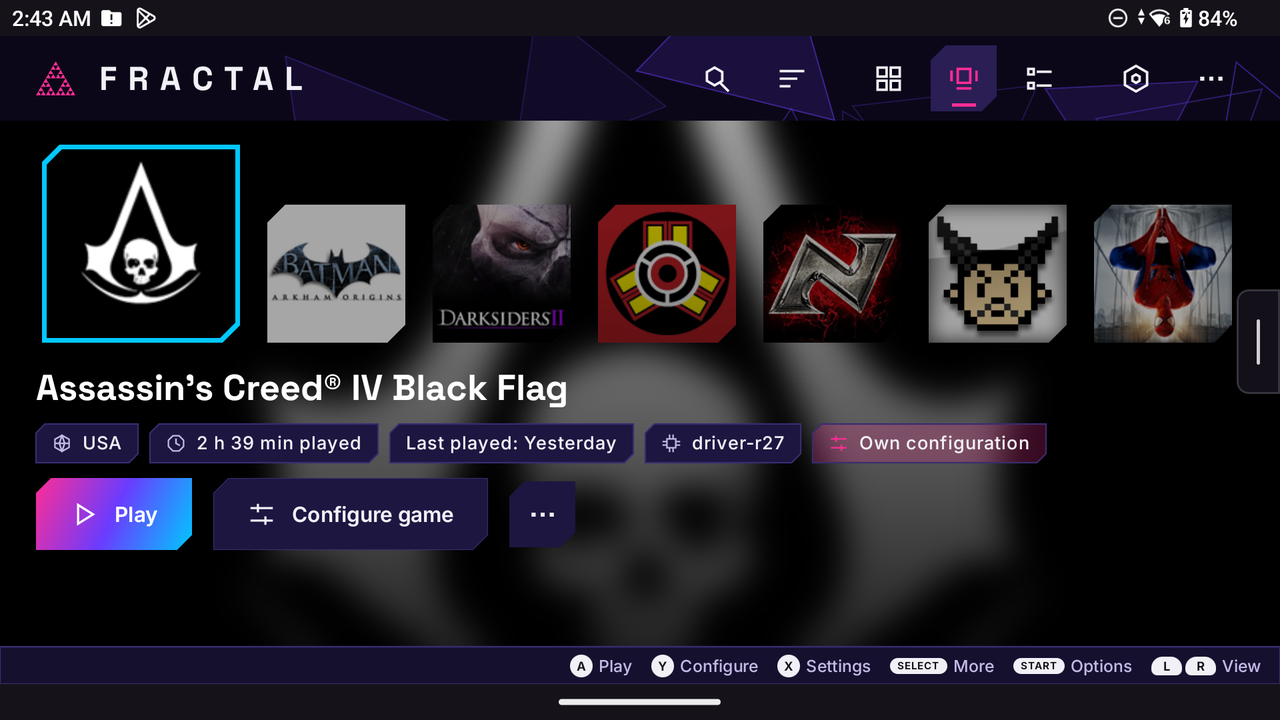 2:43 AM
6
84%
FRACTAL
BATMAN
ARKHAM ORIGINS
DARKSIDERS II
N
Assassin's Creed® IV Black Flag
USA
2 h 39 min played
Last played: Yesterday
driver-r27
Own configuration
Play
Configure game
A Play Y Configure X Settings SELECT More START Options L R View